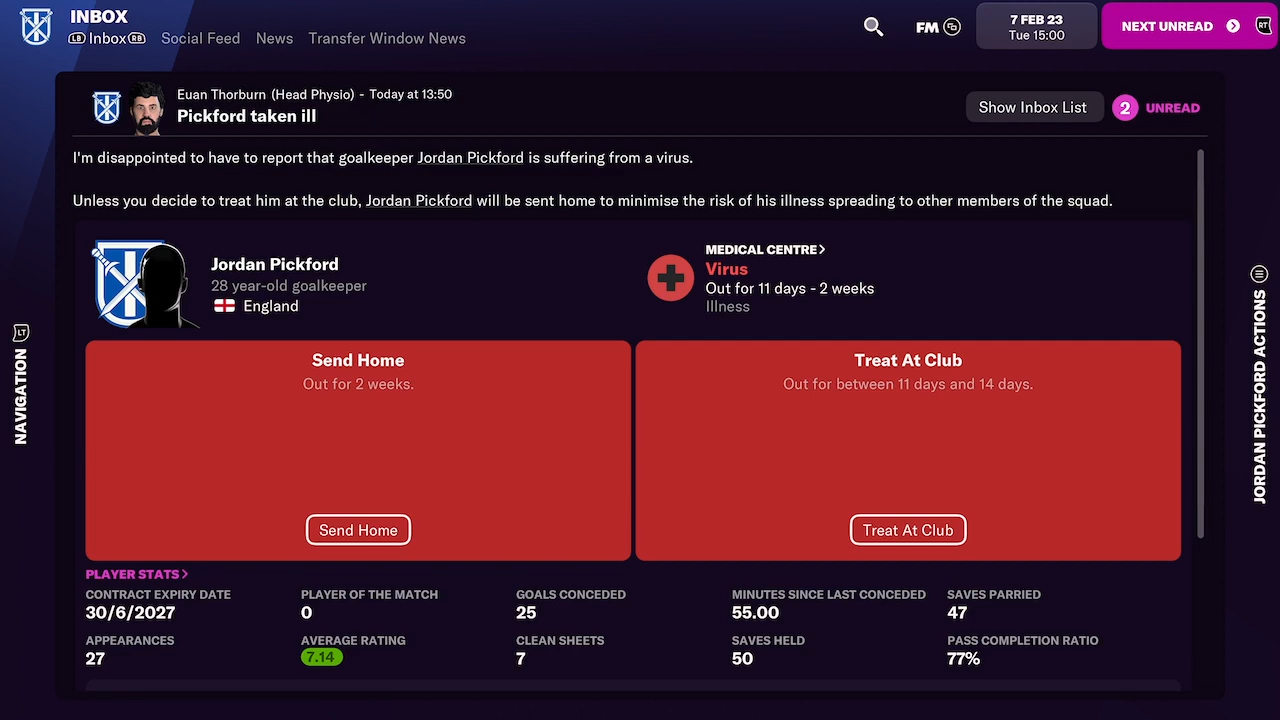 INBOX
LB Inbox RB Social Feed News Transfer Window News
FM
7 FEB 23
Tue 15:00
NEXT UNREAD RT
Euan Thorburn (Head Physio) - Today at 13:50
Pickford taken ill
Show Inbox List 2 UNREAD
I'm disappointed to have to report that goalkeeper Jordan Pickford is suffering from a virus.
Unless you decide to treat him at the club, Jordan Pickford will be sent home to minimise the risk of his illness spreading to other members of the squad.
Jordan Pickford
28 year-old goalkeeper
England
MEDICAL CENTRE
Virus
Out for 11 days - 2 weeks
Illness
Send Home
Out for 2 weeks.
Send Home
Treat At Club
Out for between 11 days and 14 days.
Treat At Club
PLAYER STATS
CONTRACT EXPIRY DATE PLAYER OF THE MATCH GOALS CONCEDED MINUTES SINCE LAST CONCEDED SAVES PARRIED
30/6/2027 0 25 55.00 47
APPEARANCES AVERAGE RATING CLEAN SHEETS SAVES HELD PASS COMPLETION RATIO
27 7.14 7 50 77%
NAVIGATION LT
JORDAN PICKFORD ACTIONS